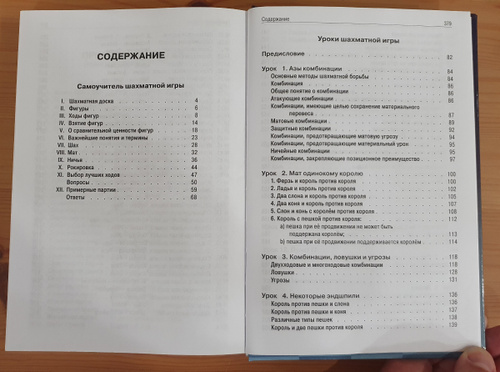 СОДЕРЖАНИЕ
Самоучитель шахматной игры
I. Шахматная доска 4
II. Фигуры 6
III. Ходы фигур 8
IV. Взятие фигур 14
V. О сравнительной ценности фигур 18
VI. Важнейшие понятия и термины 23
VII. Шах 28
VIII. Мат 32
IX. Ничья 36
X. Рокировка 44
XI. Выбор лучших ходов 47
Вопросы 50
XII. Примерные партии 59
Ответы 68
Содержание 379
Уроки шахматной игры
Предисловие 82
Урок 1. Азы комбинации 84
Основные методы шахматной борьбы 84
Комбинация 86
Общее понятие о комбинации 86
Атакующие комбинации 88
Комбинации, имеющие целью сохранение материального
перевеса 90
Матовые комбинации 91
Защитные комбинации 94
Комбинации, предотвращающие матовую угрозу 94
Комбинации, предотвращающие материальный урон 95
Ничейные комбинации 95
Комбинации, закрепляющие позиционное преимущество 97
Урок 2. Мат одинокому королю 100
1. Ферзь и король против короля 100
2. Ладья и король против короля 102
3. Два слона и король против короля 104
4. Два коня и король против короля 107
5. Слон и конь с королём против короля 108
6. Король с пешкой против короля: 112
а) пешка при её продвижении не может быть
поддержана королём; 113
в) пешка при её продвижении поддерживается королём 114
Урок 3. Комбинации, ловушки и угрозы 118
Двухходовые и многоходовые комбинации 118
Ловушки 128
Угрозы 131
Урок 4. Некоторые эндшпили 136
Король против пешки и слона 136
Король против пешки и коня 138
Различные типы пешек 138
Король и две пешки против короля 139